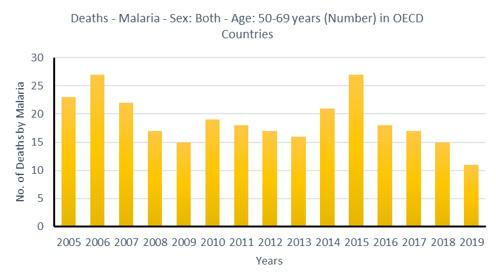 Deaths - Malaria - Sex: Both - Age: 50-69 years (Number) in OECD
Countries
No. of Deaths by Malaria
30
25
20
15
10
5
0
2005 2006 2007 2008 2009 2010 2011 2012 2013 2014 2015 2016 2017 2018 2019
Years